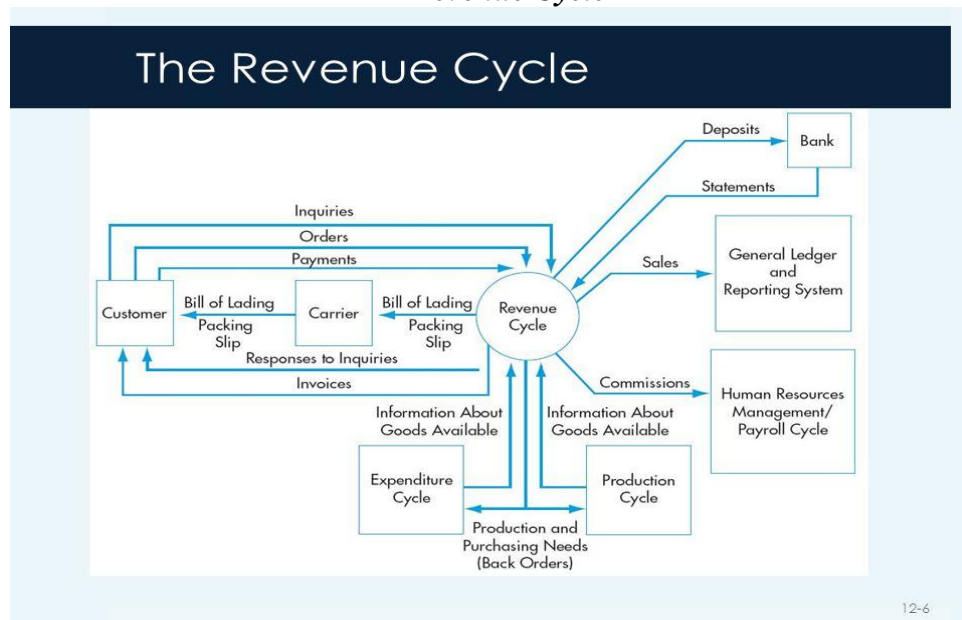 The Revenue Cycle
Deposits
Bank
Statements
Inquiries
Orders
Payments
Sales
General Ledger
and
Reporting System
Customer
Bill of Lading
Packing
Slip
Carrier
Bill of Lading
Packing
Slip
Revenue
Cycle
Responses to Inquiries
Invoices
Commissions
Human Resources
Management/
Payroll Cycle
Information About
Goods Available
Information About
Goods Available
Expenditure
Cycle
Production
Cycle
Production and
Purchasing Needs
(Back Orders)
12-6